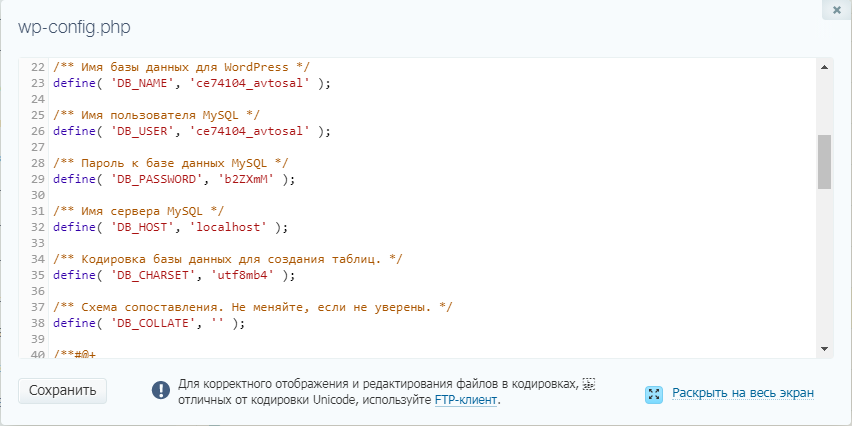 wp-config.php
22 /** Имя базы данных для WordPress */
23 define( 'DB_NAME', 'ce74104_avtosal' );
24
25 /** Имя пользователя MySQL */
26 define( 'DB_USER', 'ce74104_avtosal' );
27
28 /** Пароль к базе данных MySQL */
29 define( 'DB_PASSWORD', 'b2ZXmM' );
30
31 /** Имя сервера MySQL */
32 define( 'DB_HOST', 'localhost' );
33
34 /** Кодировка базы данных для создания таблиц. */
35 define( 'DB_CHARSET', 'utf8mb4' );
36
37 /** Схема сопоставления. Не меняйте, если не уверены. */
38 define( 'DB_COLLATE', '' );
39
40 /**#@+
Сохранить
Для корректного отображения и редактирования файлов в кодировках,
отличных от кодировки Unicode, используйте FTP-клиент.
Раскрыть на весь экран